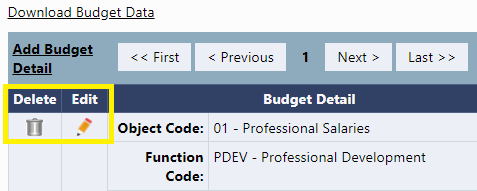 Download Budget Data
Add Budget
Detail
<< First
< Previous
1
Next >
Last >>
Delete
Edit
Budget Detail
Object Code:
01 - Professional Salaries
Function
Code:
PDEV - Professional Development